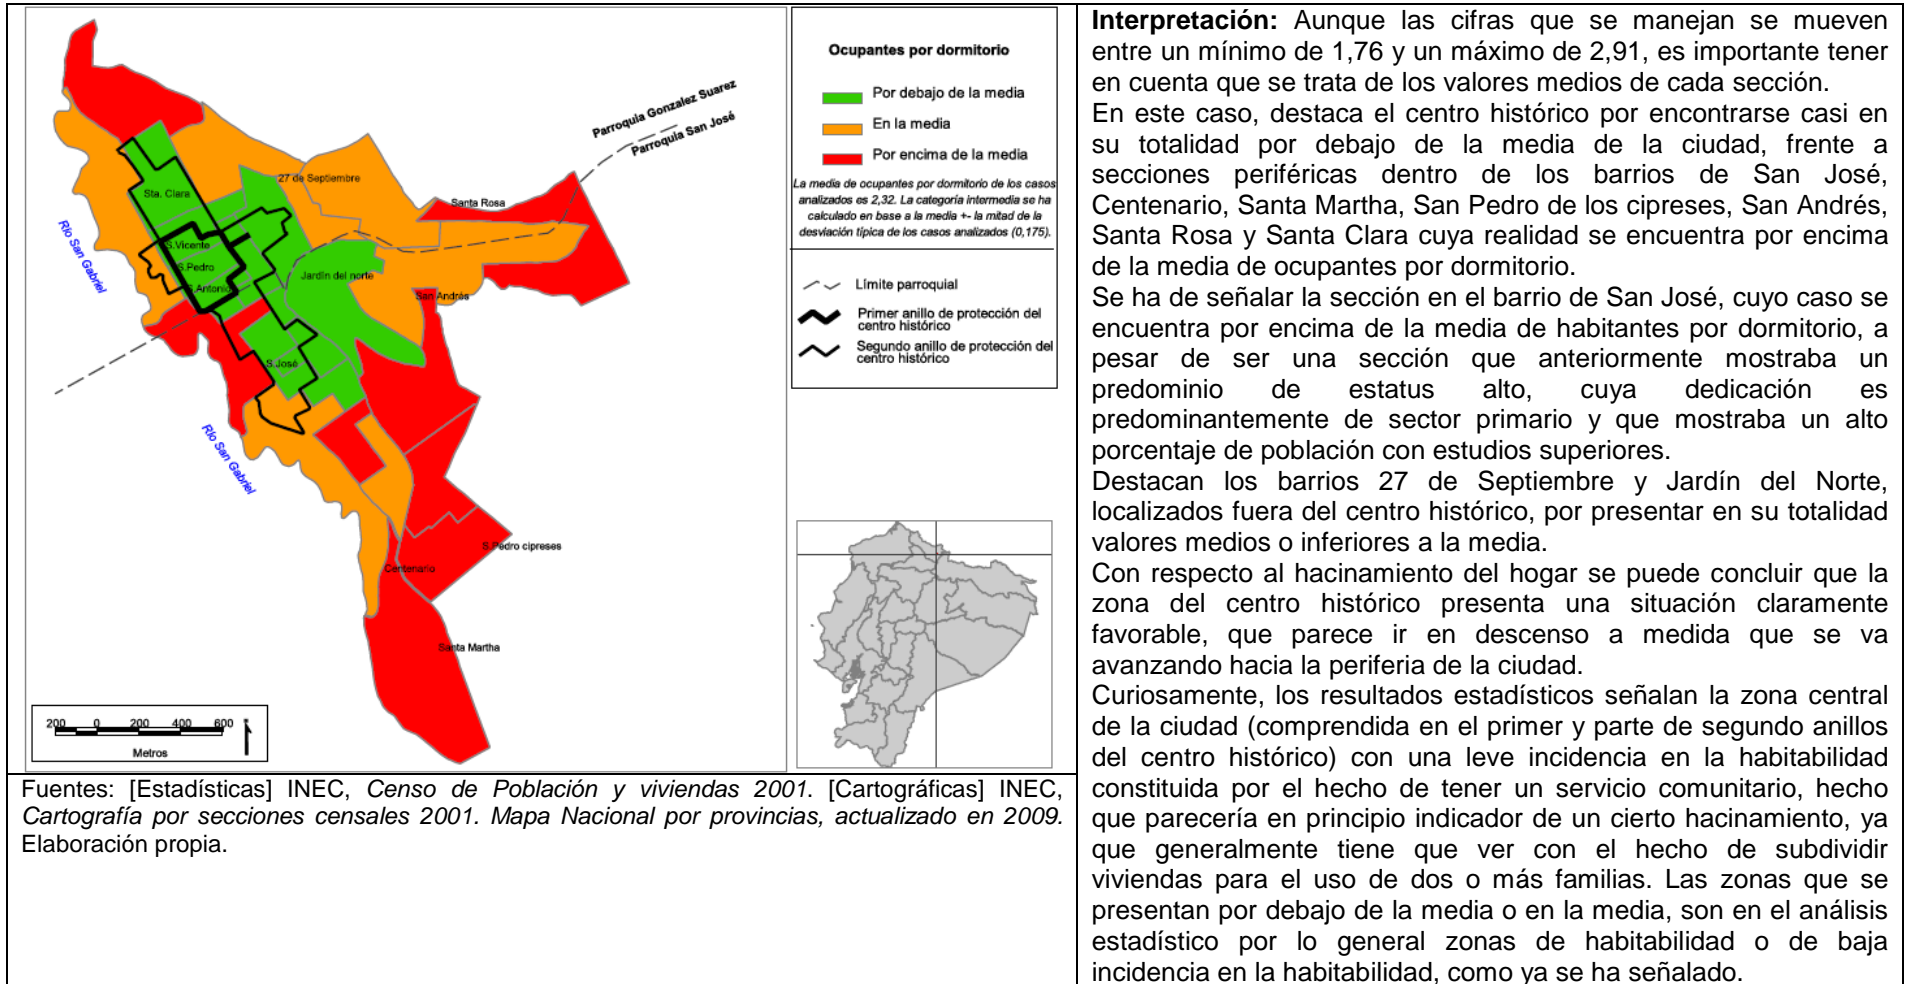 Sta. Clara
27 de Septiembre
Santa Rosa
S.Vicente
S.Pedro
S.Antonio
Jardín del norte
San Andrés
S.José
S.Pedro cipreses
Centenario
Santa Martha
Río San Gabriel
Río San Gabriel
Parroquia Gonzalez Suarez
Parroquia San José
200 0 200 400 600
Metros
Ocupantes por dormitorio
Por debajo de la media
En la media
Por encima de la media
La media de ocupantes por dormitorio de los casos
analizados es 2,32. La categoría intermedia se ha
calculado en base a la media +- la mitad de la
desviación típica de los casos analizados (0,175).
Límite parroquial
Primer anillo de protección del
centro histórico
Segundo anillo de protección del
centro histórico
Fuentes: [Estadísticas] INEC, Censo de Población y viviendas 2001. [Cartográficas] INEC,
Cartografía por secciones censales 2001. Mapa Nacional por provincias, actualizado en 2009.
Elaboración propia.
Interpretación: Aunque las cifras que se manejan se mueven
entre un mínimo de 1,76 y un máximo de 2,91, es importante tener
en cuenta que se trata de los valores medios de cada sección.
En este caso, destaca el centro histórico por encontrarse casi en
su totalidad por debajo de la media de la ciudad, frente a
secciones periféricas dentro de los barrios de San José,
Centenario, Santa Martha, San Pedro de los cipreses, San Andrés,
Santa Rosa y Santa Clara cuya realidad se encuentra por encima
de la media de ocupantes por dormitorio.
Se ha de señalar la sección en el barrio de San José, cuyo caso se
encuentra por encima de la media de habitantes por dormitorio, a
pesar de ser una sección que anteriormente mostraba un
predominio de estatus alto, cuya dedicación es
predominantemente de sector primario y que mostraba un alto
porcentaje de población con estudios superiores.
Destacan los barrios 27 de Septiembre y Jardín del Norte,
localizados fuera del centro histórico, por presentar en su totalidad
valores medios o inferiores a la media.
Con respecto al hacinamiento del hogar se puede concluir que la
zona del centro histórico presenta una situación claramente
favorable, que parece ir en descenso a medida que se va
avanzando hacia la periferia de la ciudad.
Curiosamente, los resultados estadísticos señalan la zona central
de la ciudad (comprendida en el primer y parte de segundo anillos
del centro histórico) con una leve incidencia en la habitabilidad
constituida por el hecho de tener un servicio comunitario, hecho
que parecería en principio indicador de un cierto hacinamiento, ya
que generalmente tiene que ver con el hecho de subdividir
viviendas para el uso de dos o más familias. Las zonas que se
presentan por debajo de la media o en la media, son en el análisis
estadístico por lo general zonas de habitabilidad o de baja
incidencia en la habitabilidad, como ya se ha señalado.